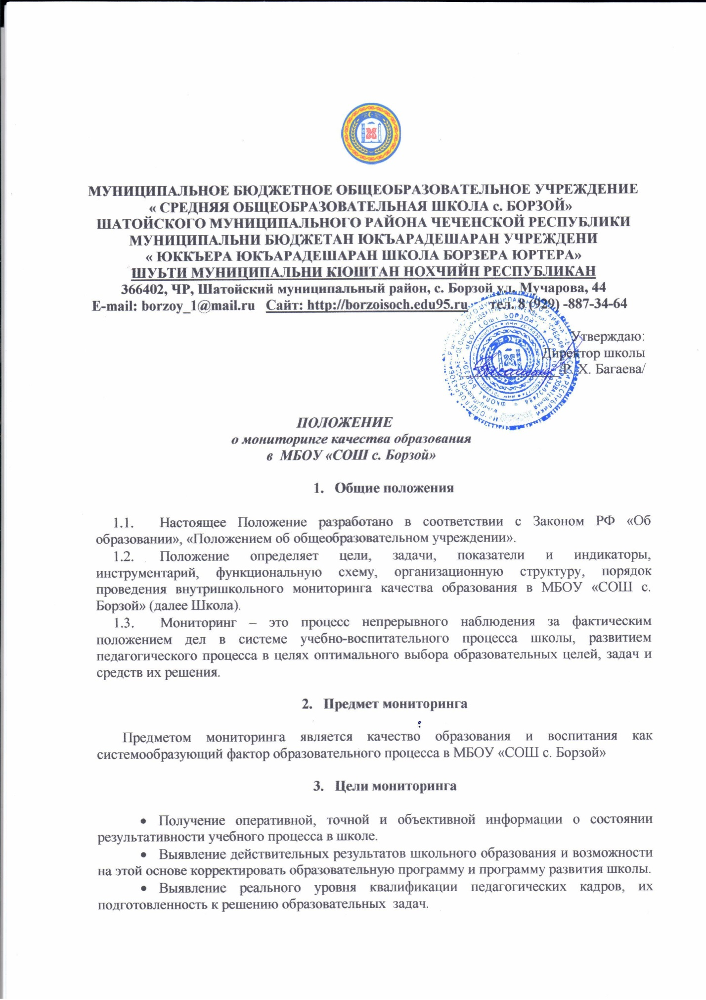 МУНИЦИПАЛЬНОЕ БЮДЖЕТНОЕ ОБЩЕОБРАЗОВАТЕЛЬНОЕ УЧРЕЖДЕНИЕ
« СРЕДНЯЯ ОБЩЕОБРАЗОВАТЕЛЬНАЯ ШКОЛА с. БОРЗОЙ»
ШАТОЙСКОГО МУНИЦИПАЛЬНОГО РАЙОНА ЧЕЧЕНСКОЙ РЕСПУБЛИКИ
МУНИЦИПАЛЬНИ БЮДЖЕТАН ЮКЪАРАДЕШАРАН УЧРЕЖДЕНИ
« ЮККЪЕРА ЮКЪАРАДЕШАРАН ШКОЛА БОРЗЕРА ЮРТЕРА»
ШУЬТИ МУНИЦИПАЛЬНИ КІОШТАН НОХЧИЙН РЕСПУБЛИКАН
366402, ЧР, Шатойский муниципальный район, с. Борзой ул. Мучарова, 44
E-mail: borzoy_1@mail.ru Сайт: http://borzoisoch.edu95.ru тел. 8 (929) -887-34-64
Утверждаю:
Директор школы
/Р. Х. Багаева/
ПОЛОЖЕНИЕ
о мониторинге качества образования
в МБОУ «СОШ с. Борзой»
1. Общие положения
1.1. Настоящее Положение разработано в соответствии с Законом РФ «Об
образовании», «Положением об общеобразовательном учреждении».
1.2. Положение определяет цели, задачи, показатели и индикаторы,
инструментарий, функциональную схему, организационную структуру, порядок
проведения внутришкольного мониторинга качества образования в МБОУ «СОШ с.
Борзой» (далее Школа).
1.3. Мониторинг – это процесс непрерывного наблюдения за фактическим
положением дел в системе учебно-воспитательного процесса школы, развитием
педагогического процесса в целях оптимального выбора образовательных целей, задач и
средств их решения.
2. Предмет мониторинга
Предметом мониторинга является качество образования и воспитания как
системообразующий фактор образовательного процесса в МБОУ «СОШ с. Борзой»
3. Цели мониторинга
• Получение оперативной, точной и объективной информации о состоянии
результативности учебного процесса в школе.
• Выявление действительных результатов школьного образования и возможности
на этой основе корректировать образовательную программу и программу развития школы.
• Выявление реального уровня квалификации педагогических кадров, их
подготовленность к решению образовательных задач.